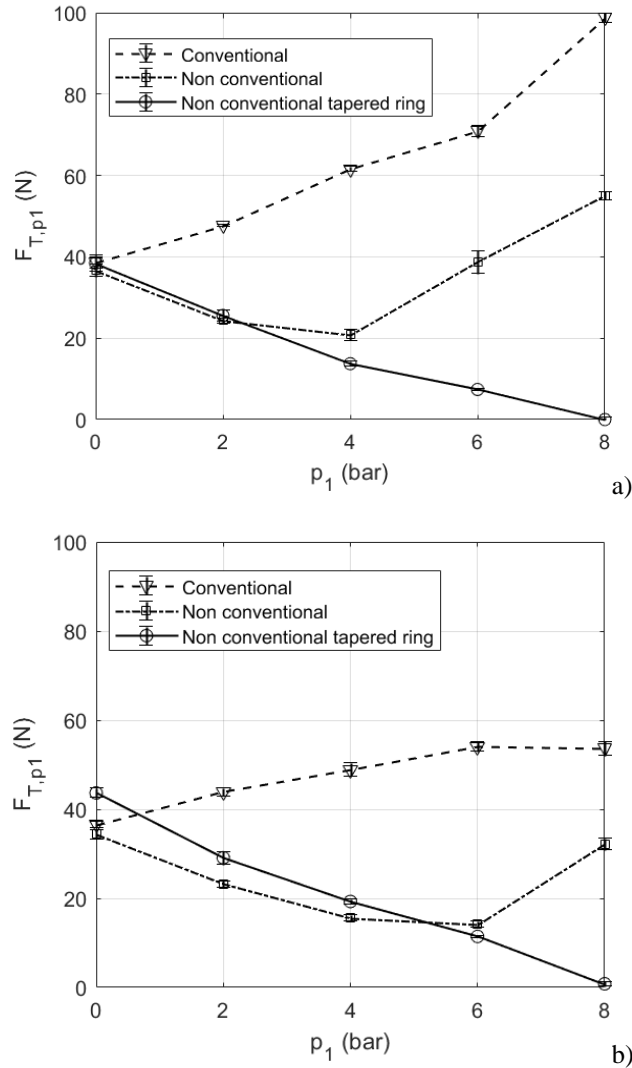 100
80
60
40
20
0
F_{T,p1} (N)
Conventional
Non conventional
Non conventional tapered ring
0 2 4 6 8
p_1 (bar)
a)
100
80
60
40
20
0
F_{T,p1} (N)
Conventional
Non conventional
Non conventional tapered ring
0 2 4 6 8
p_1 (bar)
b)